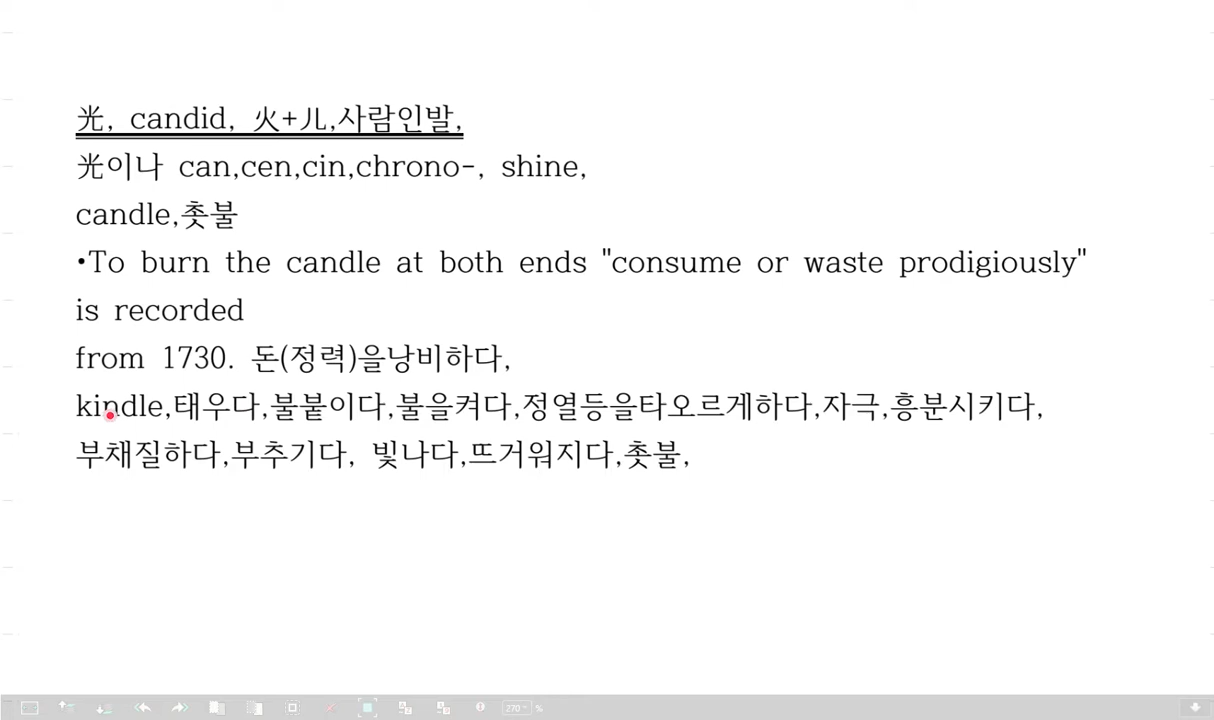 光, candid, 火+儿,사람인발,
光이나 can,cen,cin,chrono-, shine,
candle,촛불
•To burn the candle at both ends "consume or waste prodigiously"
is recorded
from 1730. 돈(정력)을낭비하다,
kindle,태우다,불붙이다,불을켜다,정열등을타오르게하다,자극,흥분시키다,
부채질하다,부추기다, 빛나다,뜨거워지다,촛불,
270 %